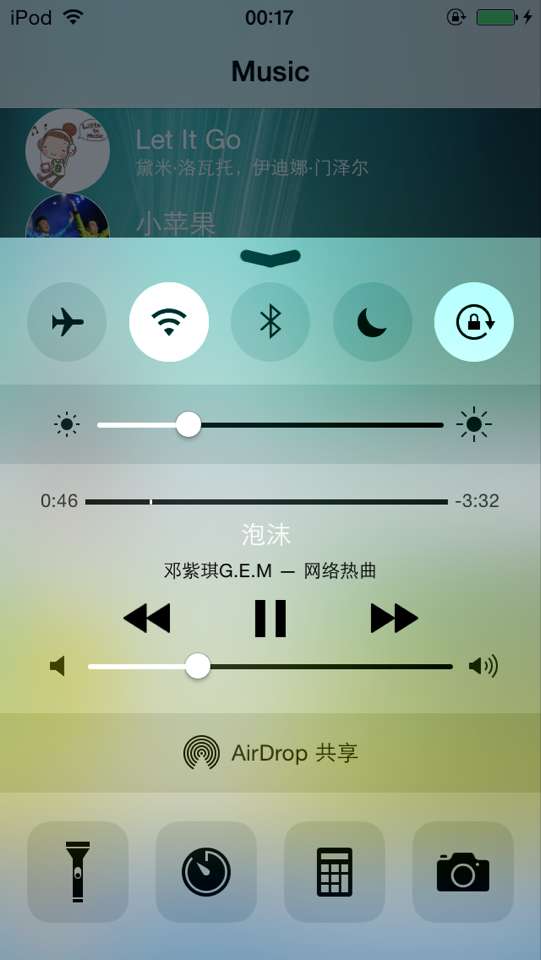 iPod 00:17
Music
Let It Go
黛米·洛瓦托，伊迪娜·门泽尔
小苹果
0:46 -3:32
泡沫
邓紫琪G.E.M — 网络热曲
AirDrop 共享